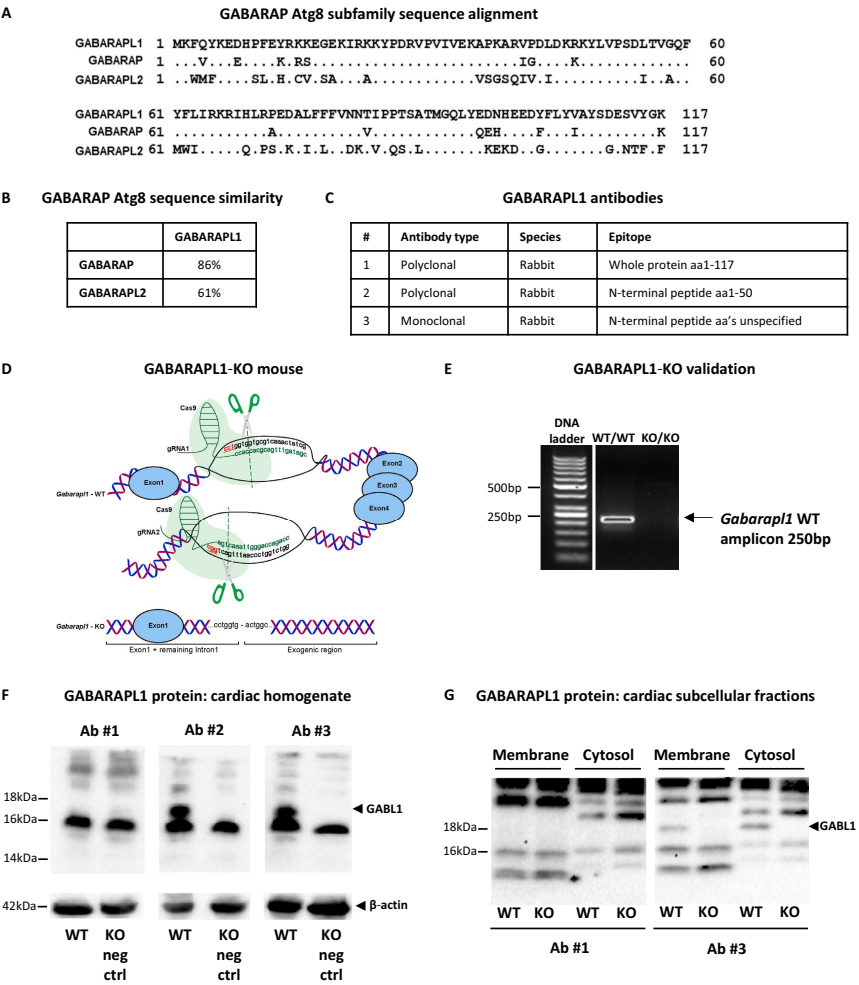 A GABARAP Atg8 subfamily sequence alignment
GABARAPL1 1 MKFQYKEDHPFEYRKKEGEKIRKKYPDRVPVIVEKAPKARVPDLDKRKYLVPSDLTVGQF 60
GABARAP 1 ...V...E....K.RS........................IG....K............. 60
GABARAPL2 1 ..WMF....SL.H.CV.SA...A............VSGSQIV.I..........I..A.. 60
GABARAPL1 61 YFLIRKRIHLRPEDALFFFVNNTIPPTSATMGQLYEDNHEEDYFLYVAYSDESVYGK 117
GABARAP 61 ...........A..........V............QEH....F...I.........K 117
GABARAPL2 61 MWI.....Q.PS.K.I.L..DK.V.QS.L.......KEKD..G.......G.NTF.F 117
B GABARAP Atg8 sequence similarity
GABARAPL1
GABARAP 86%
GABARAPL2 61%
C GABARAPL1 antibodies
# Antibody type Species Epitope
1 Polyclonal Rabbit Whole protein aa1-117
2 Polyclonal Rabbit N-terminal peptide aa1-50
3 Monoclonal Rabbit N-terminal peptide aa's unspecified
D GABARAPL1-KO mouse
Cas9
gRNA1
cctggtggtgcgtcaaactatcg
ccaccacgcagtttgatagc
Gabarapl1 - WT
Exon1
Exon2
Exon3
Exon4
Cas9
gRNA2
agtcaaattgggaccagacc
gggtcagtttaaccctggtctgg
Gabarapl1 - KO
Exon1
..cctggtg - actggc..
Exon1 + remaining Intron1
Exogenic region
E GABARAPL1-KO validation
DNA ladder
WT/WT KO/KO
500bp
250bp
Gabarapl1 WT
amplicon 250bp
F GABARAPL1 protein: cardiac homogenate
Ab #1 Ab #2 Ab #3
18kDa
16kDa
14kDa
GABL1
42kDa
β-actin
WT KO neg ctrl WT KO neg ctrl WT KO neg ctrl
G GABARAPL1 protein: cardiac subcellular fractions
Membrane Cytosol Membrane Cytosol
18kDa
16kDa
GABL1
WT KO WT KO WT KO WT KO
Ab #1 Ab #3